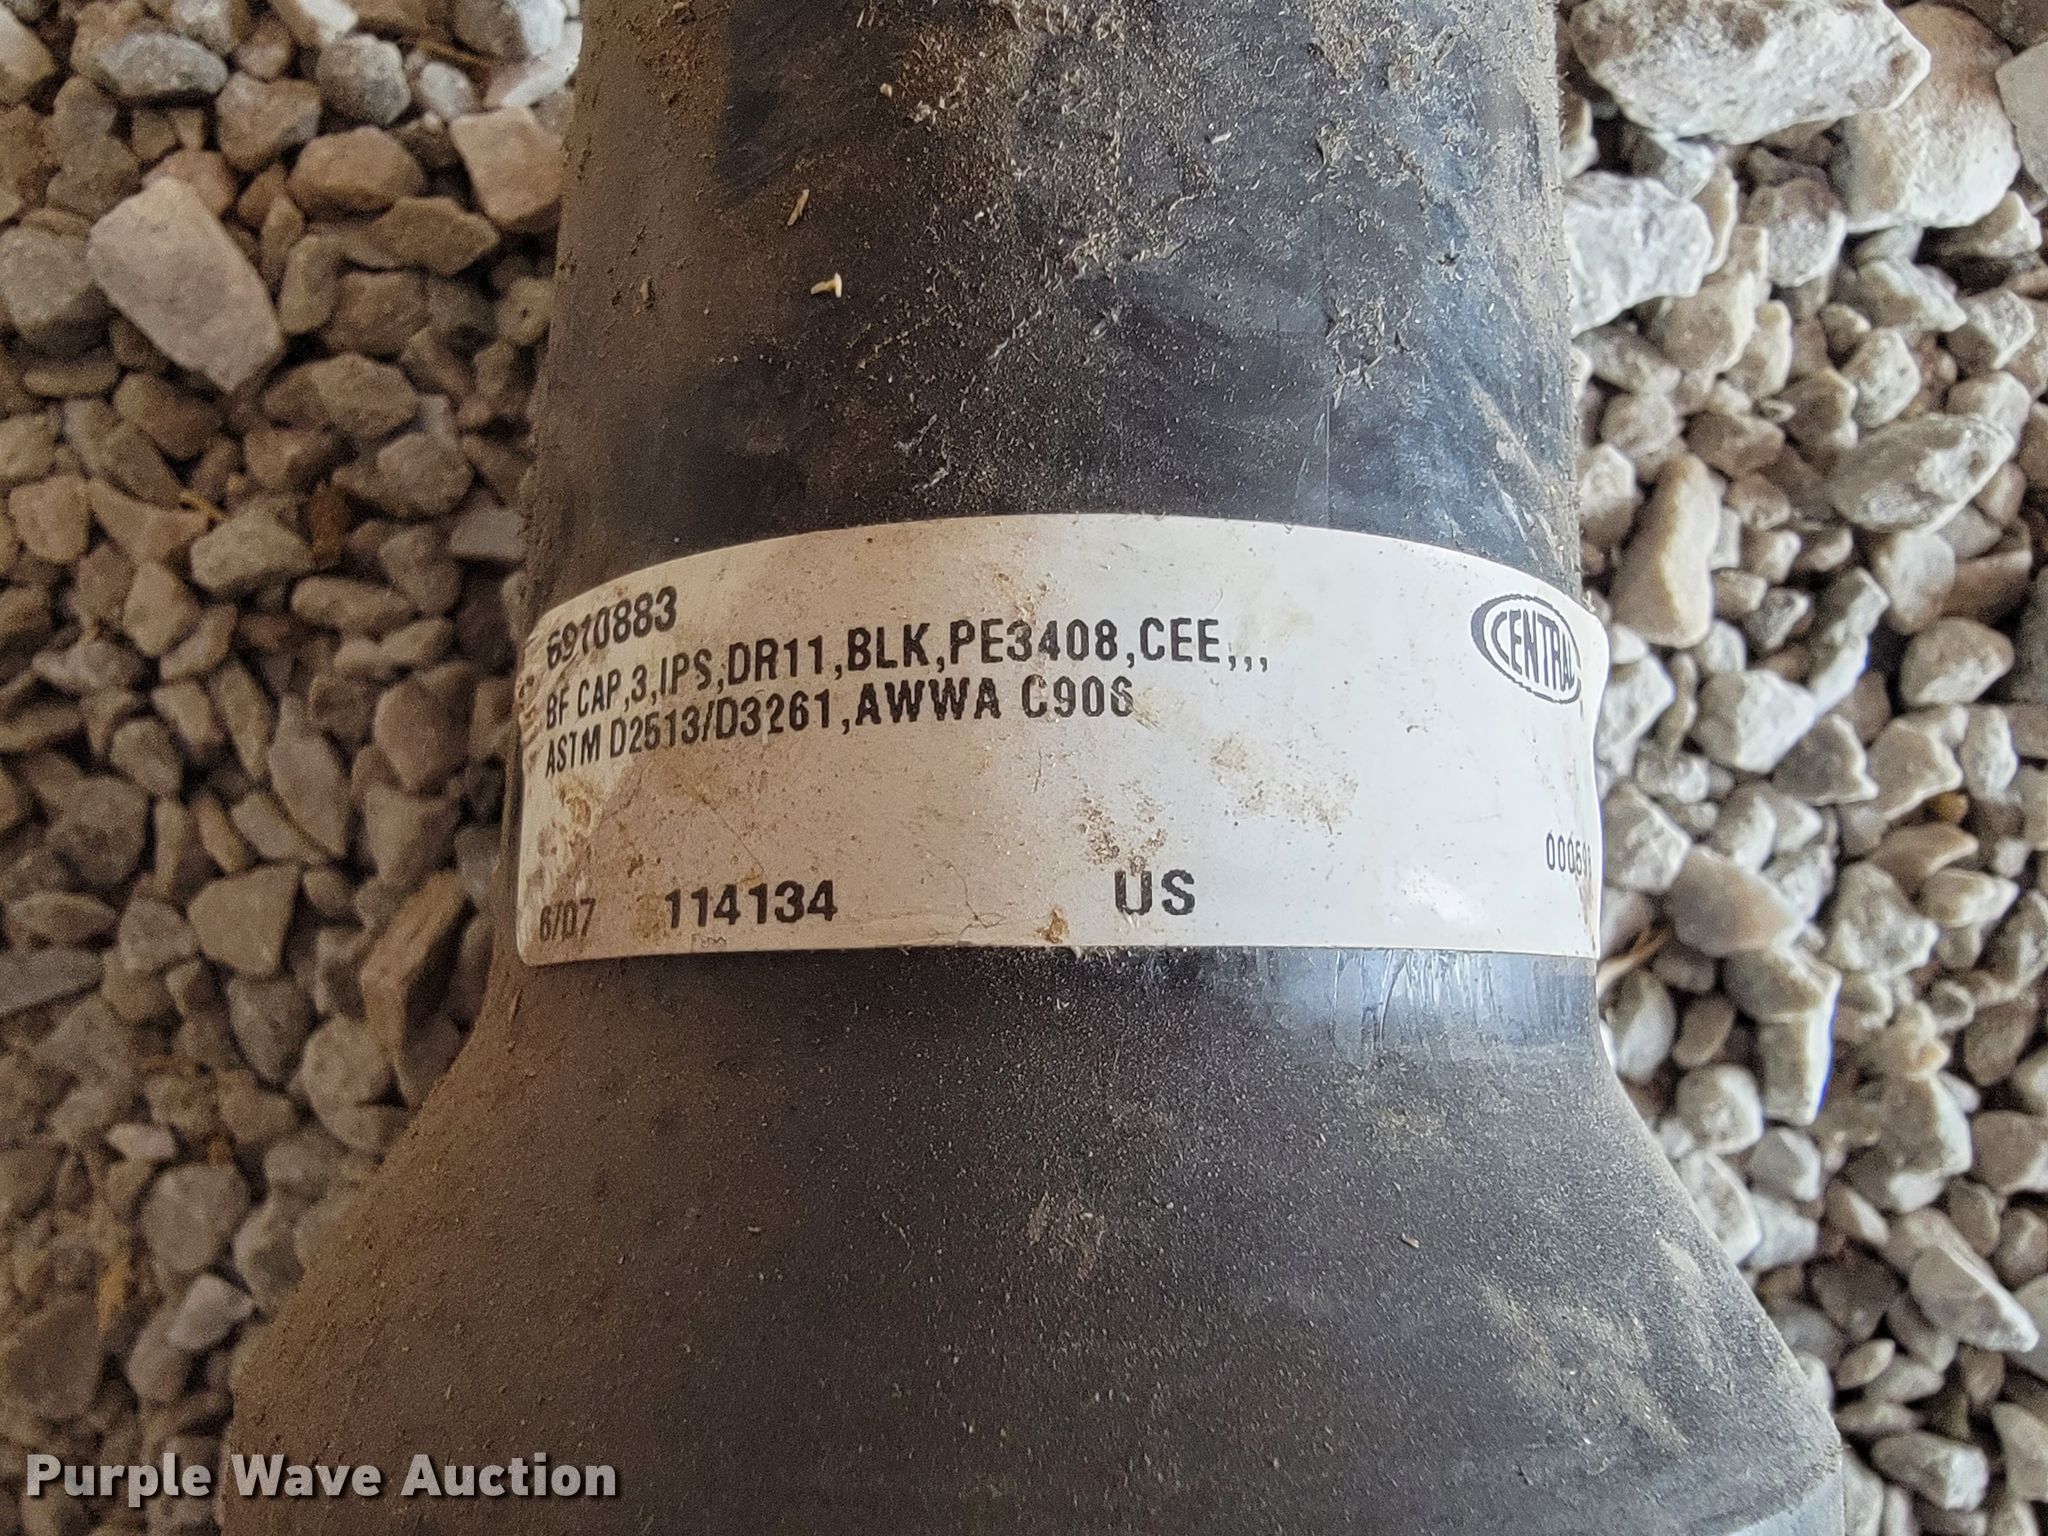 6910883
BF CAP,3,IPS,DR11,BLK,PE3408,CEE,,,
ASTM D2513/D3261,AWWA C906
CENTRAL
6/07 114134 US
Purple Wave Auction